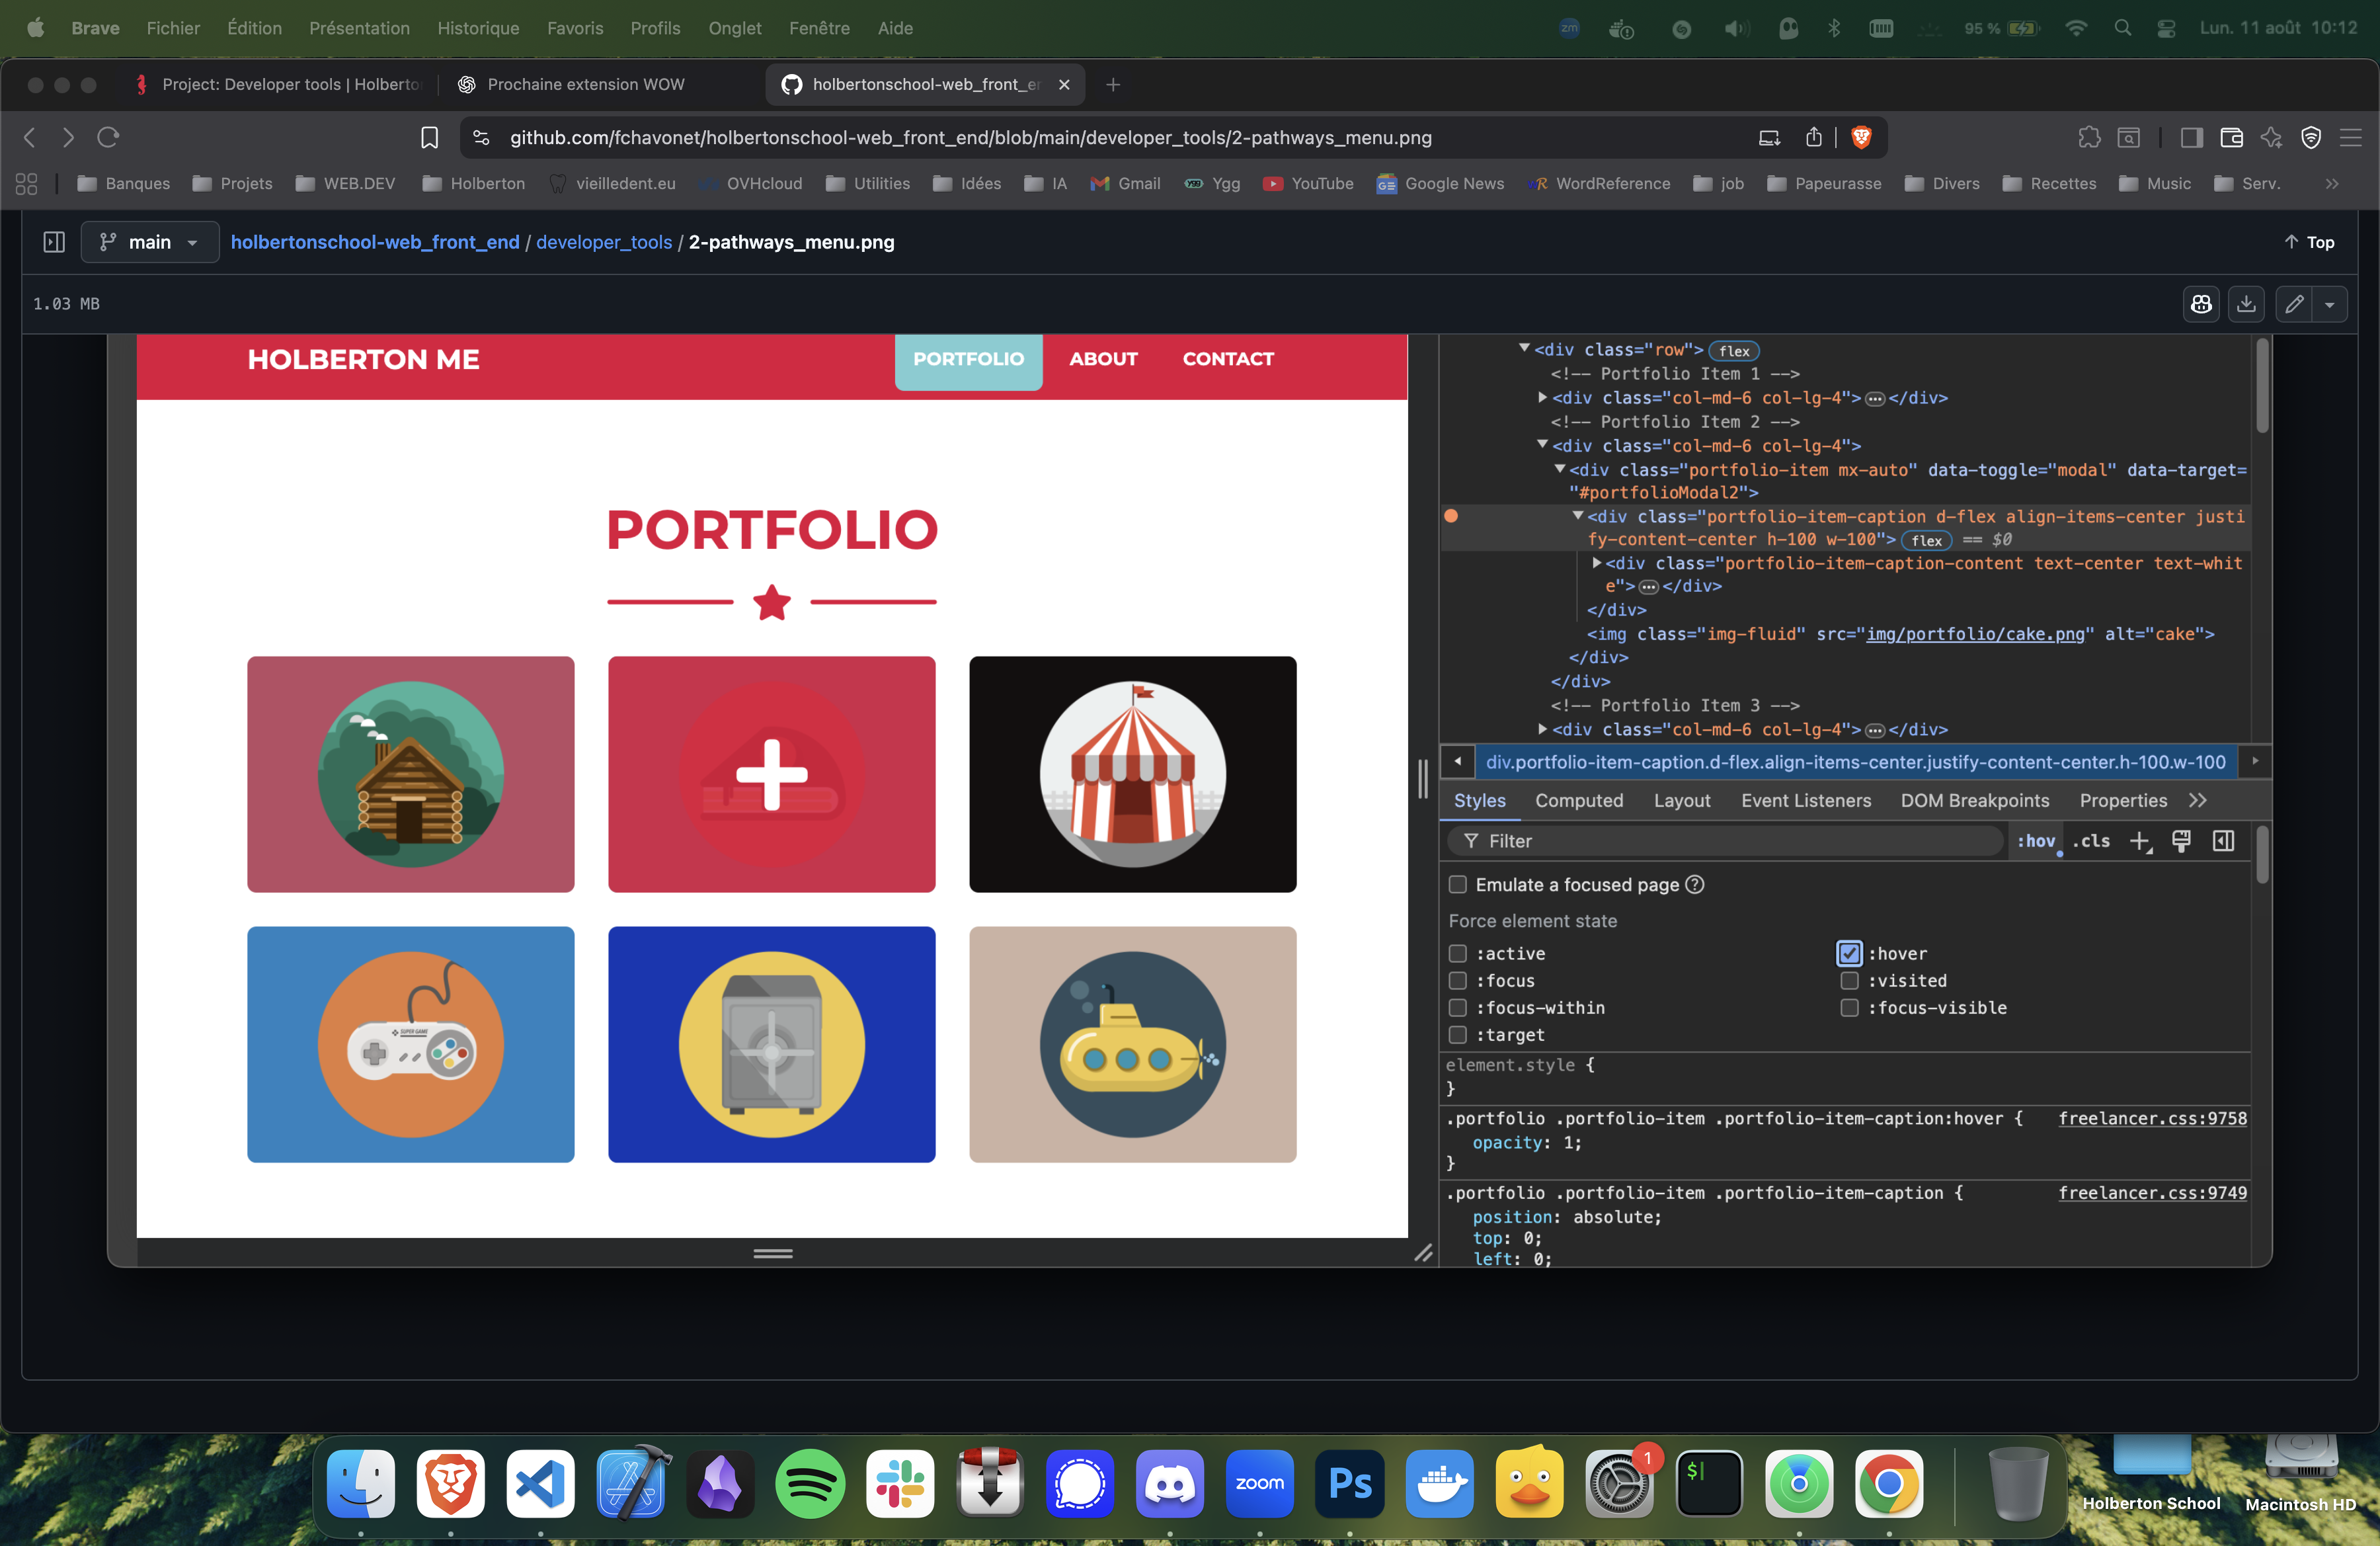 Brave Fichier Édition Présentation Historique Favoris Profils Onglet Fenêtre Aide zm 95 % Lun. 11 août 10:12
Project: Developer tools | Holberto Prochaine extension WOW holbertonschool-web_front_er
github.com/fchavonet/holbertonschool-web_front_end/blob/main/developer_tools/2-pathways_menu.png
Banques Projets WEB.DEV Holberton vieilledent.eu OVHcloud Utilities Idées IA Gmail Ygg YouTube Google News WordReference job Papeurasse Divers Recettes Music Serv.
main holbertonschool-web_front_end / developer_tools / 2-pathways_menu.png Top
1.03 MB
HOLBERTON ME PORTFOLIO ABOUT CONTACT
PORTFOLIO
SUPER GAME
<div class="row"> flex
<!-- Portfolio Item 1 -->
<div class="col-md-6 col-lg-4"> … </div>
<!-- Portfolio Item 2 -->
<div class="col-md-6 col-lg-4">
<div class="portfolio-item mx-auto" data-toggle="modal" data-target=
"#portfolioModal2">
<div class="portfolio-item-caption d-flex align-items-center justi
fy-content-center h-100 w-100"> flex == $0
<div class="portfolio-item-caption-content text-center text-whit
e"> … </div>
</div>
<img class="img-fluid" src="img/portfolio/cake.png" alt="cake">
</div>
</div>
<!-- Portfolio Item 3 -->
<div class="col-md-6 col-lg-4"> … </div>
div.portfolio-item-caption.d-flex.align-items-center.justify-content-center.h-100.w-100
Styles Computed Layout Event Listeners DOM Breakpoints Properties
Filter :hov .cls
Emulate a focused page
Force element state
:active :hover
:focus :visited
:focus-within :focus-visible
:target
element.style {
}
.portfolio .portfolio-item .portfolio-item-caption:hover { freelancer.css:9758
opacity: 1;
}
.portfolio .portfolio-item .portfolio-item-caption { freelancer.css:9749
position: absolute;
top: 0;
left: 0;
zoom Ps 1 $
Holberton School Macintosh HD